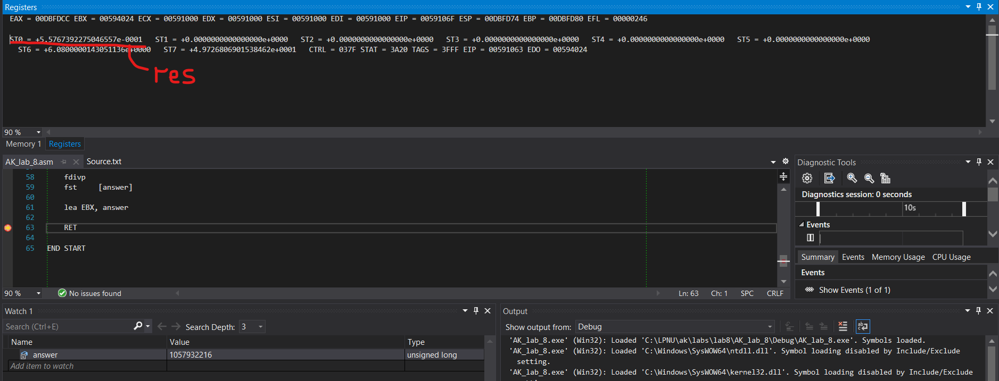 Registers
EAX = 00DBFDCC EBX = 00594024 ECX = 00591000 EDX = 00591000 ESI = 00591000 EDI = 00591000 EIP = 0059106F ESP = 00DBFD74 EBP = 00DBFD80 EFL = 00000246
ST0 = +5.5767392275046557e-0001 ST1 = +0.0000000000000000e+0000 ST2 = +0.0000000000000000e+0000 ST3 = +0.0000000000000000e+0000 ST4 = +0.0000000000000000e+0000 ST5 = +0.0000000000000000e+0000
ST6 = +6.0800000143051136e+0000 ST7 = +4.9726806901538462e+0001 CTRL = 037F STAT = 3A20 TAGS = 3FFF EIP = 00591063 EDO = 00594024
res
90 %
Memory 1 Registers
AK_lab_8.asm Source.txt
58 fdivp
59 fst [answer]
60
61 lea EBX, answer
62
63 RET
64
65 END START
90 % No issues found Ln: 63 Ch: 1 SPC CRLF
Diagnostic Tools
Diagnostics session: 0 seconds
10s
Events
Summary Events Memory Usage CPU Usage
Events
Show Events (1 of 1)
Watch 1
Search (Ctrl+E) Search Depth: 3
Name Value Type
answer 1057932216 unsigned long
Add item to watch
Output
Show output from: Debug
'AK_lab_8.exe' (Win32): Loaded 'C:\LPNU\ak\labs\lab8\AK_lab_8\Debug\AK_lab_8.exe'. Symbols loaded.
'AK_lab_8.exe' (Win32): Loaded 'C:\Windows\SysWOW64\ntdll.dll'. Symbol loading disabled by Include/Exclude
setting.
'AK_lab_8.exe' (Win32): Loaded 'C:\Windows\SysWOW64\kernel32.dll'. Symbol loading disabled by Include/Exclude